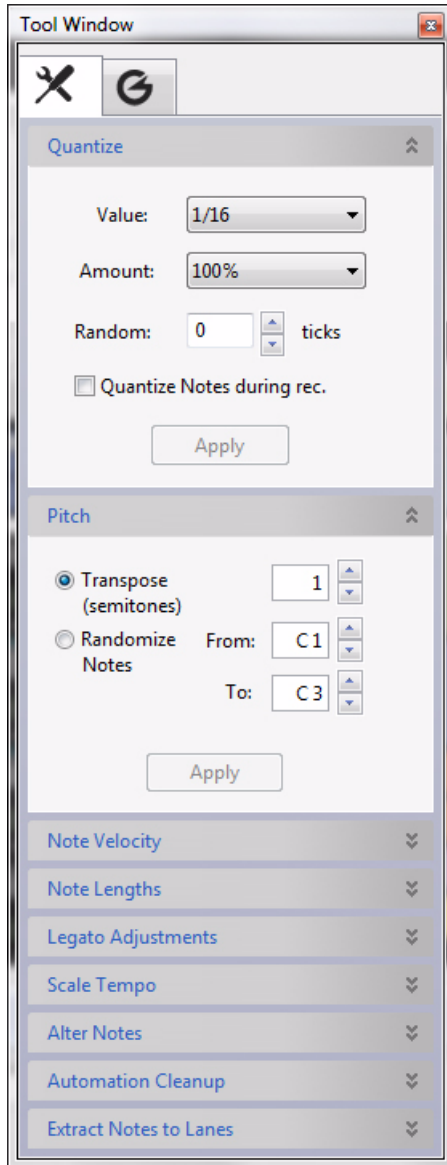 Tool Window
Quantize
Value: 1/16
Amount: 100%
Random: 0 ticks
Quantize Notes during rec.
Apply
Pitch
Transpose 1
(semitones)
Randomize From: C 1
Notes
To: C 3
Apply
Note Velocity
Note Lengths
Legato Adjustments
Scale Tempo
Alter Notes
Automation Cleanup
Extract Notes to Lanes